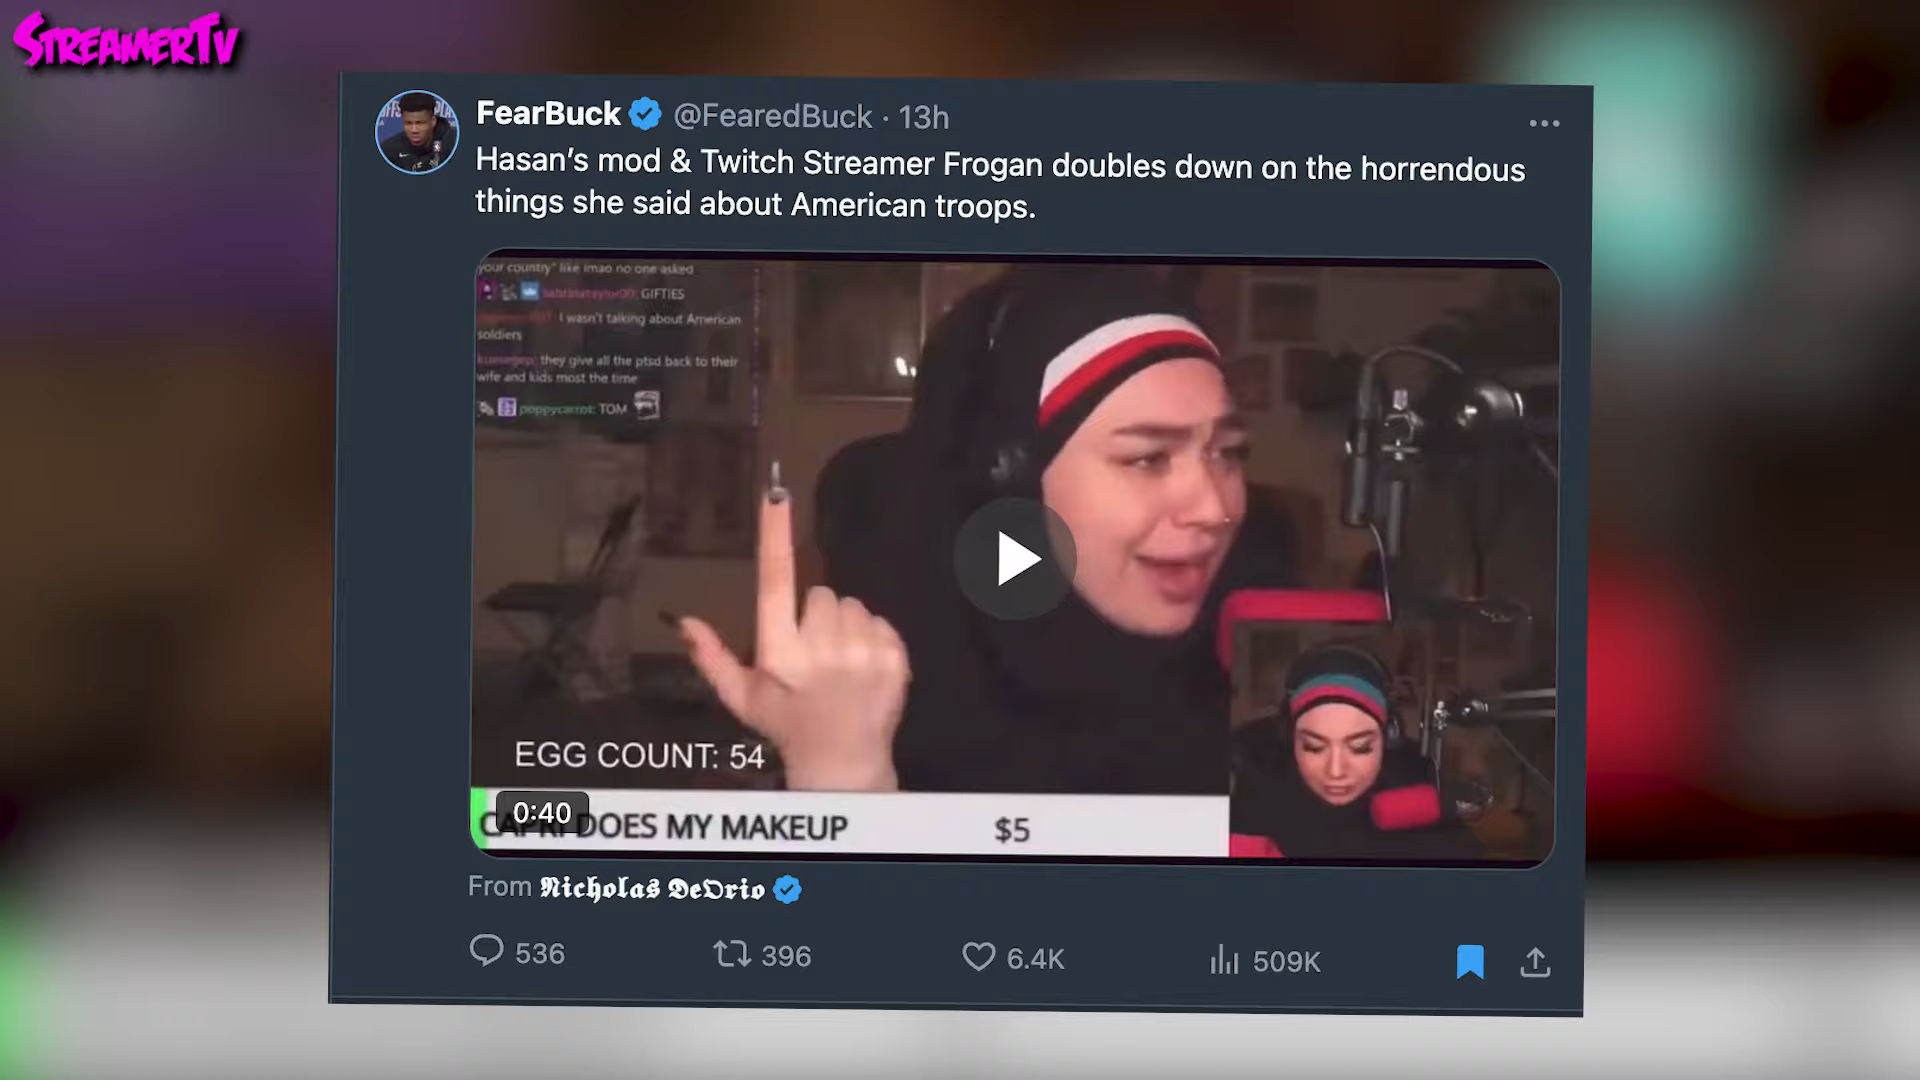 STREAMERTV
FearBuck @FearedBuck · 13h
Hasan's mod & Twitch Streamer Frogan doubles down on the horrendous
things she said about American troops.
your country" like lmao no one asked
sabrinataylor00: GIFTIES
I wasn't talking about American
soldiers
they give all the ptsd back to their
wife and kids most the time
poppycarrot: TOM
EGG COUNT: 54
0:40
CAPRI DOES MY MAKEUP $5
From Nicholas DeOrio
536 396 6.4K 509K